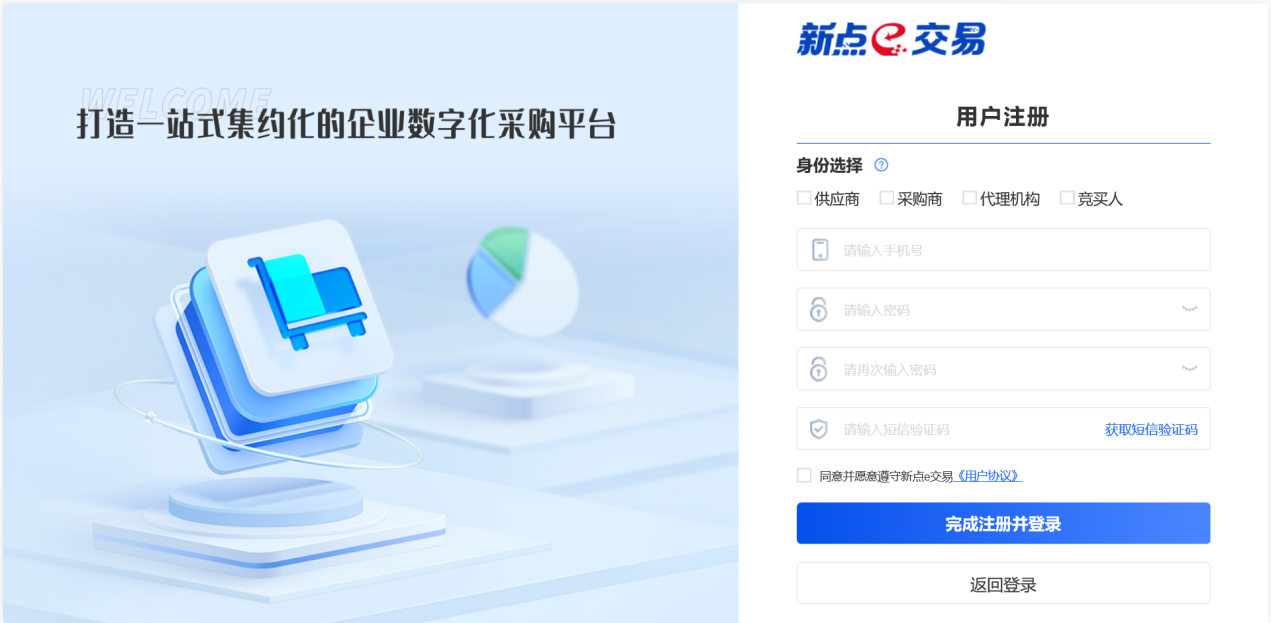 WELCOME
打造一站式集约化的企业数字化采购平台
新点e交易
用户注册
身份选择 ?
供应商 采购商 代理机构 竞买人
请输入手机号
请输入密码
请再次输入密码
请输入短信验证码 获取短信验证码
同意并愿意遵守新点e交易《用户协议》
完成注册并登录
返回登录